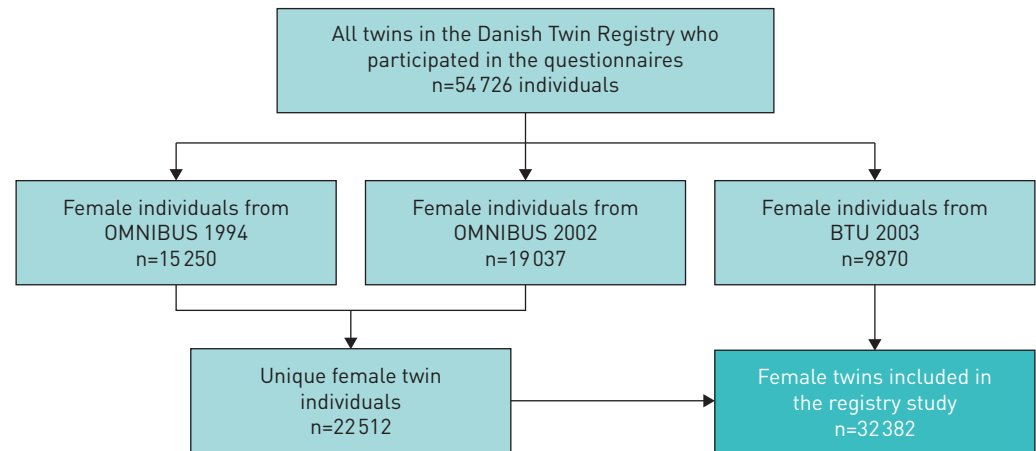 All twins in the Danish Twin Registry who
participated in the questionnaires
n=54 726 individuals
Female individuals from
OMNIBUS 1994
n=15 250
Female individuals from
OMNIBUS 2002
n=19 037
Female individuals from
BTU 2003
n=9870
Unique female twin
individuals
n=22 512
Female twins included in
the registry study
n=32 382